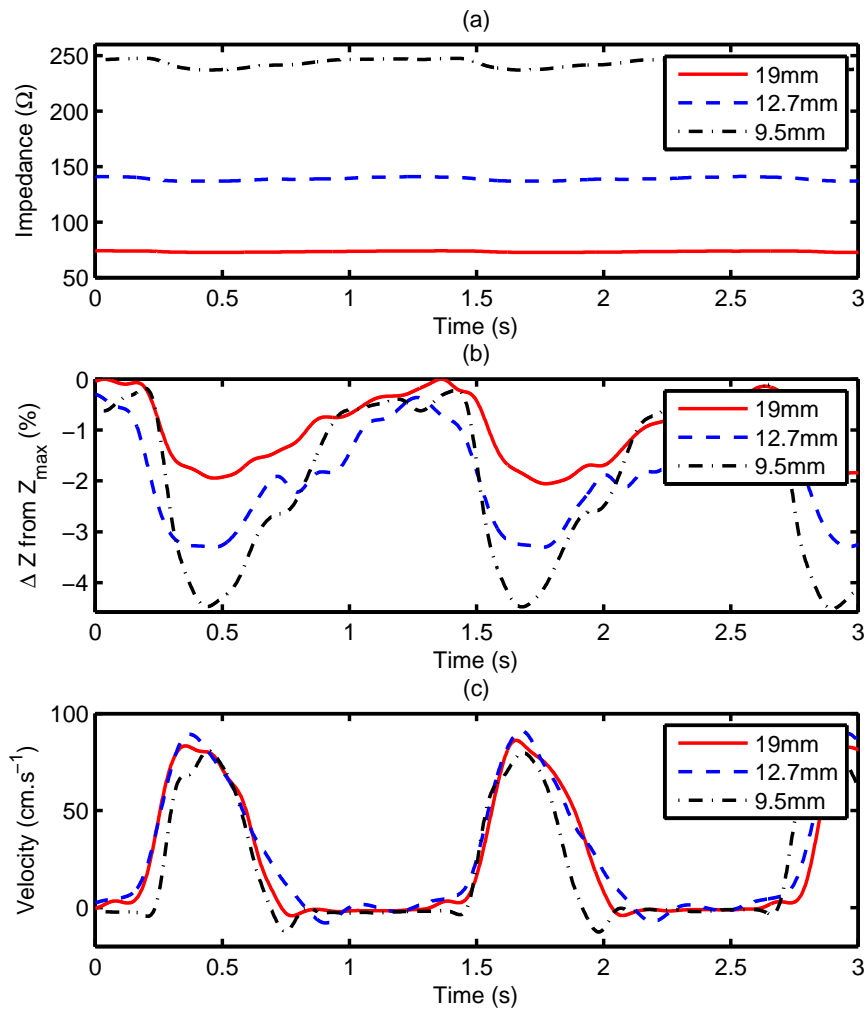 (a)
250
200
150
100
50
Impedance (Ω)
19mm
12.7mm
9.5mm
0 0.5 1 1.5 2 2.5 3
Time (s)
(b)
0
−1
−2
−3
−4
Δ Z from Zmax (%)
19mm
12.7mm
9.5mm
0 0.5 1 1.5 2 2.5 3
Time (s)
(c)
100
50
0
Velocity (cm.s−1)
19mm
12.7mm
9.5mm
0 0.5 1 1.5 2 2.5 3
Time (s)